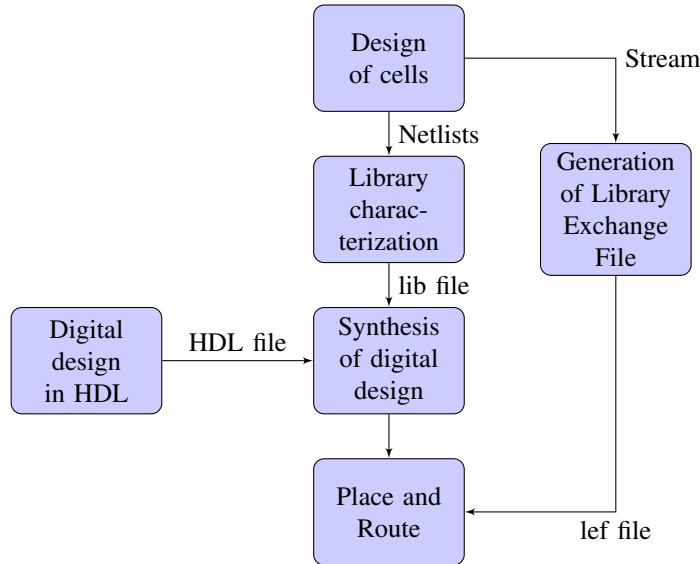 Design
of cells
Stream
Netlists
Library
charac-
terization
Generation
of Library
Exchange
File
lib file
Digital
design
in HDL
HDL file
Synthesis
of digital
design
Place and
Route
lef file